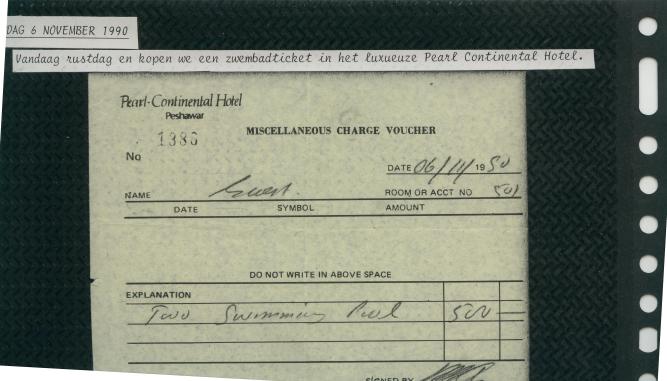 DAG 6 NOVEMBER 1990
Vandaag rustdag en kopen we een zwembadticket in het luxueuze Pearl Continental Hotel.
Pearl-Continental Hotel
Peshawar
MISCELLANEOUS CHARGE VOUCHER
1386
No
DATE 06/11/1990
NAME Guest. ROOM OR ACCT NO 501
DATE SYMBOL AMOUNT
DO NOT WRITE IN ABOVE SPACE
EXPLANATION
Two Swimming Pool 500
SIGNED BY